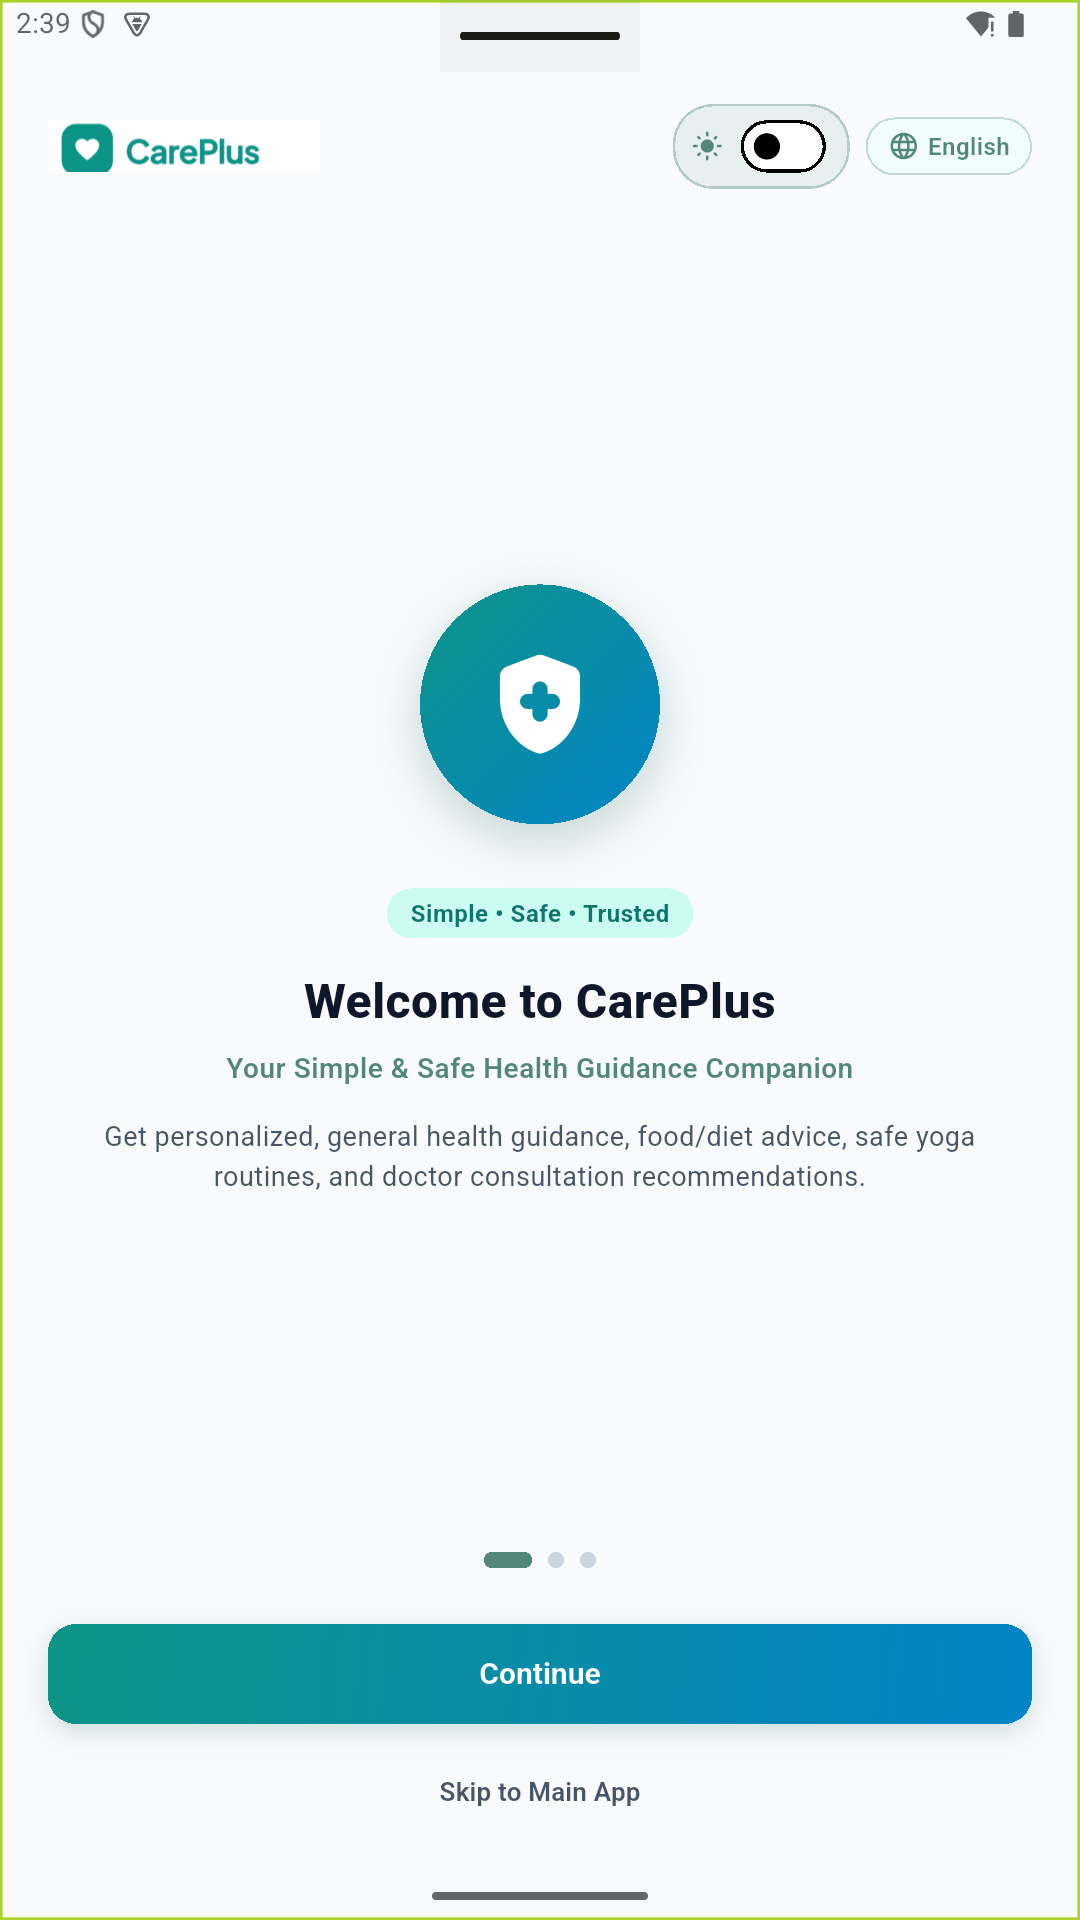 2:39
CarePlus
English
Simple • Safe • Trusted
Welcome to CarePlus
Your Simple & Safe Health Guidance Companion
Get personalized, general health guidance, food/diet advice, safe yoga
routines, and doctor consultation recommendations.
Continue
Skip to Main App